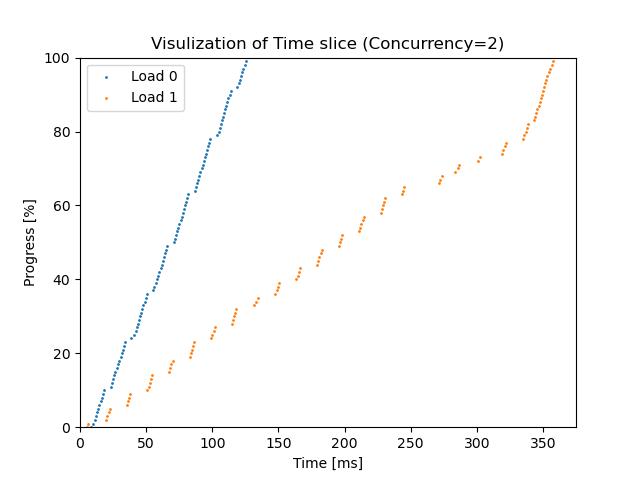 Visulization of Time slice (Concurrency=2)
Load 0
Load 1
Progress [%]
100
80
60
40
20
0
0 50 100 150 200 250 300 350
Time [ms]